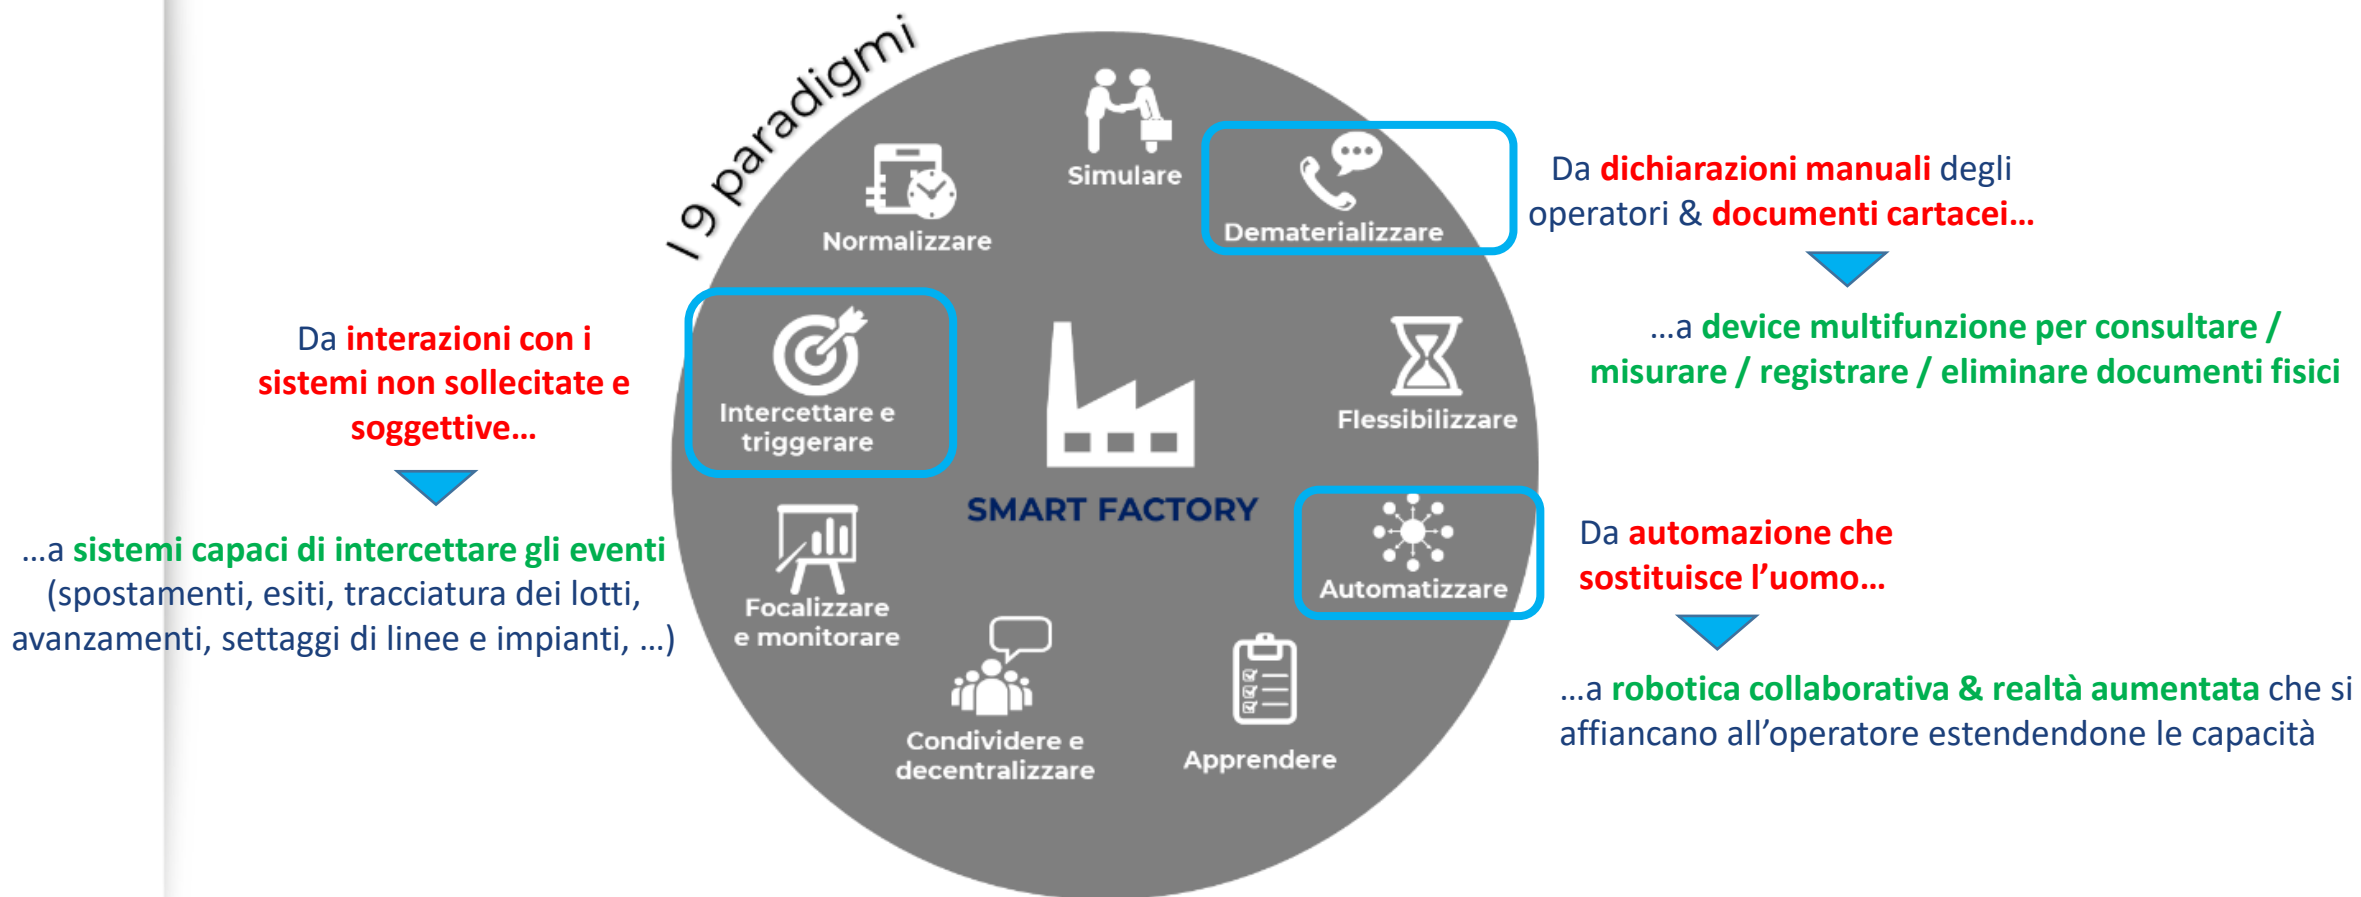 I 9 paradigmi
Simulare
Dematerializzare
Normalizzare
Intercettare e
triggerare
Flessibilizzare
SMART FACTORY
Focalizzare
e monitorare
Automatizzare
Condividere e
decentralizzare
Apprendere
Da dichiarazioni manuali degli
operatori & documenti cartacei…
…a device multifunzione per consultare /
misurare / registrare / eliminare documenti fisici
Da interazioni con i
sistemi non sollecitate e
soggettive…
…a sistemi capaci di intercettare gli eventi
(spostamenti, esiti, tracciatura dei lotti,
avanzamenti, settaggi di linee e impianti, …)
Da automazione che
sostituisce l’uomo…
…a robotica collaborativa & realtà aumentata che si
affiancano all’operatore estendendone le capacità